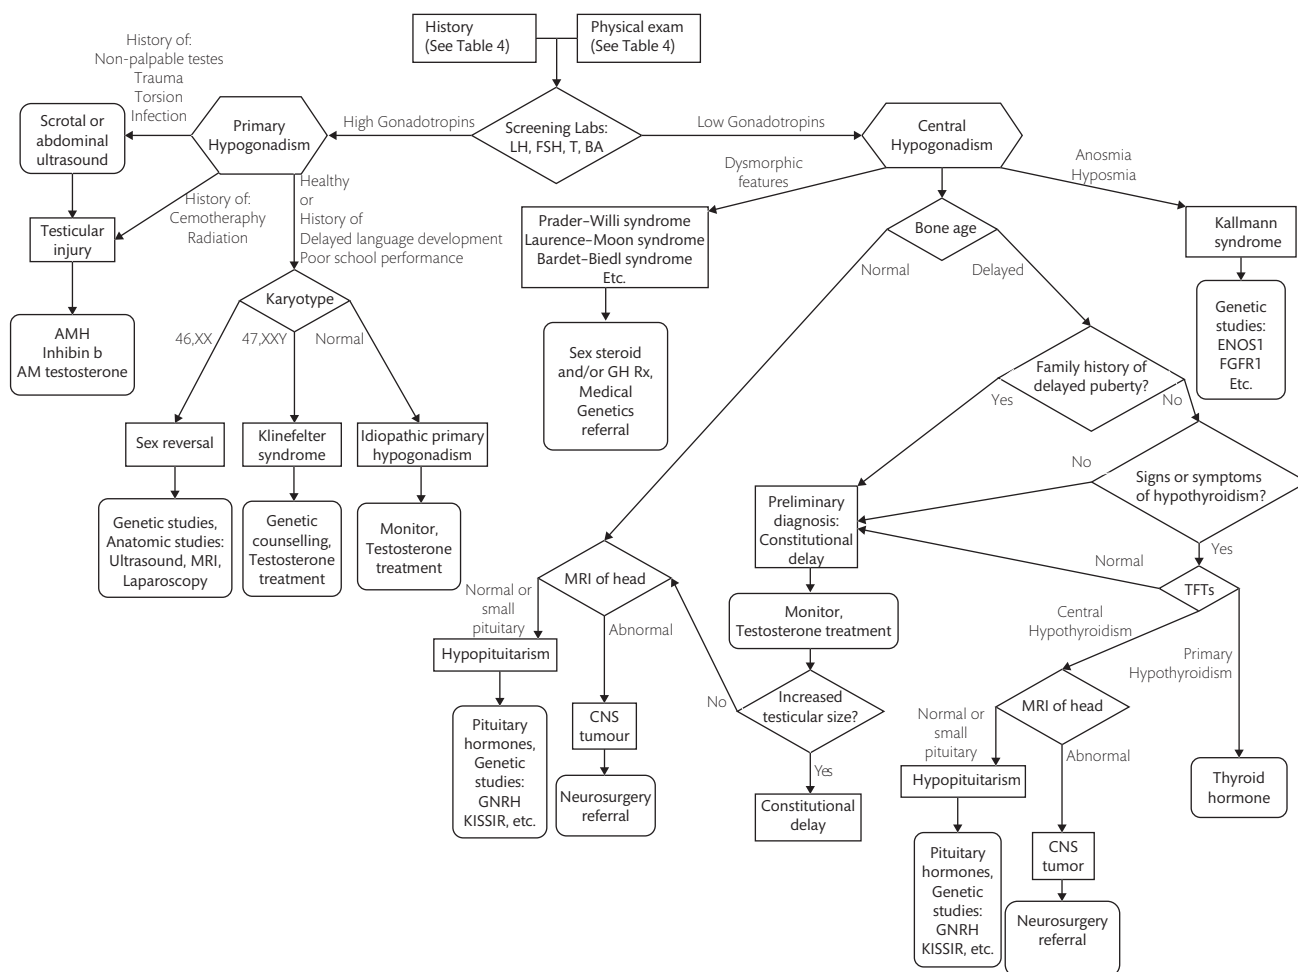 History
(See Table 4)
Physical exam
(See Table 4)
History of:
Non-palpable testes
Trauma
Torsion
Infection
Scrotal or
abdominal
ultrasound
Primary
Hypogonadism
High Gonadotropins
Screening Labs:
LH, FSH, T, BA
Low Gonadotropins
Central
Hypogonadism
Dysmorphic
features
Anosmia
Hyposmia
Healthy
or
History of
Delayed language development
Poor school performance
History of:
Cemotheraphy
Radiation
Testicular
injury
Prader–Willi syndrome
Laurence–Moon syndrome
Bardet–Biedl syndrome
Etc.
Bone age
Kallmann
syndrome
Normal
Delayed
Karyotype
AMH
Inhibin b
AM testosterone
46,XX
47,XXY
Normal
Sex steroid
and/or GH Rx,
Medical
Genetics
referral
Genetic
studies:
ENOS1
FGFR1
Etc.
Family history of
delayed puberty?
Yes
No
Sex reversal
Klinefelter
syndrome
Idiopathic primary
hypogonadism
No
Signs or symptoms
of hypothyroidism?
Genetic studies,
Anatomic studies:
Ultrasound, MRI,
Laparoscopy
Genetic
counselling,
Testosterone
treatment
Monitor,
Testosterone
treatment
Preliminary
diagnosis:
Constitutional
delay
Yes
Normal
TFTs
MRI of head
Normal or
small
pituitary
Abnormal
Monitor,
Testosterone treatment
Central
Hypothyroidism
Primary
Hypothyroidism
Hypopituitarism
No
Increased
testicular size?
MRI of head
Normal or
small
pituitary
Abnormal
Pituitary
hormones,
Genetic
studies:
GNRH
KISSIR, etc.
CNS
tumour
Neurosurgery
referral
Yes
Constitutional
delay
Hypopituitarism
Thyroid
hormone
Pituitary
hormones,
Genetic
studies:
GNRH
KISSIR, etc.
CNS
tumor
Neurosurgery
referral